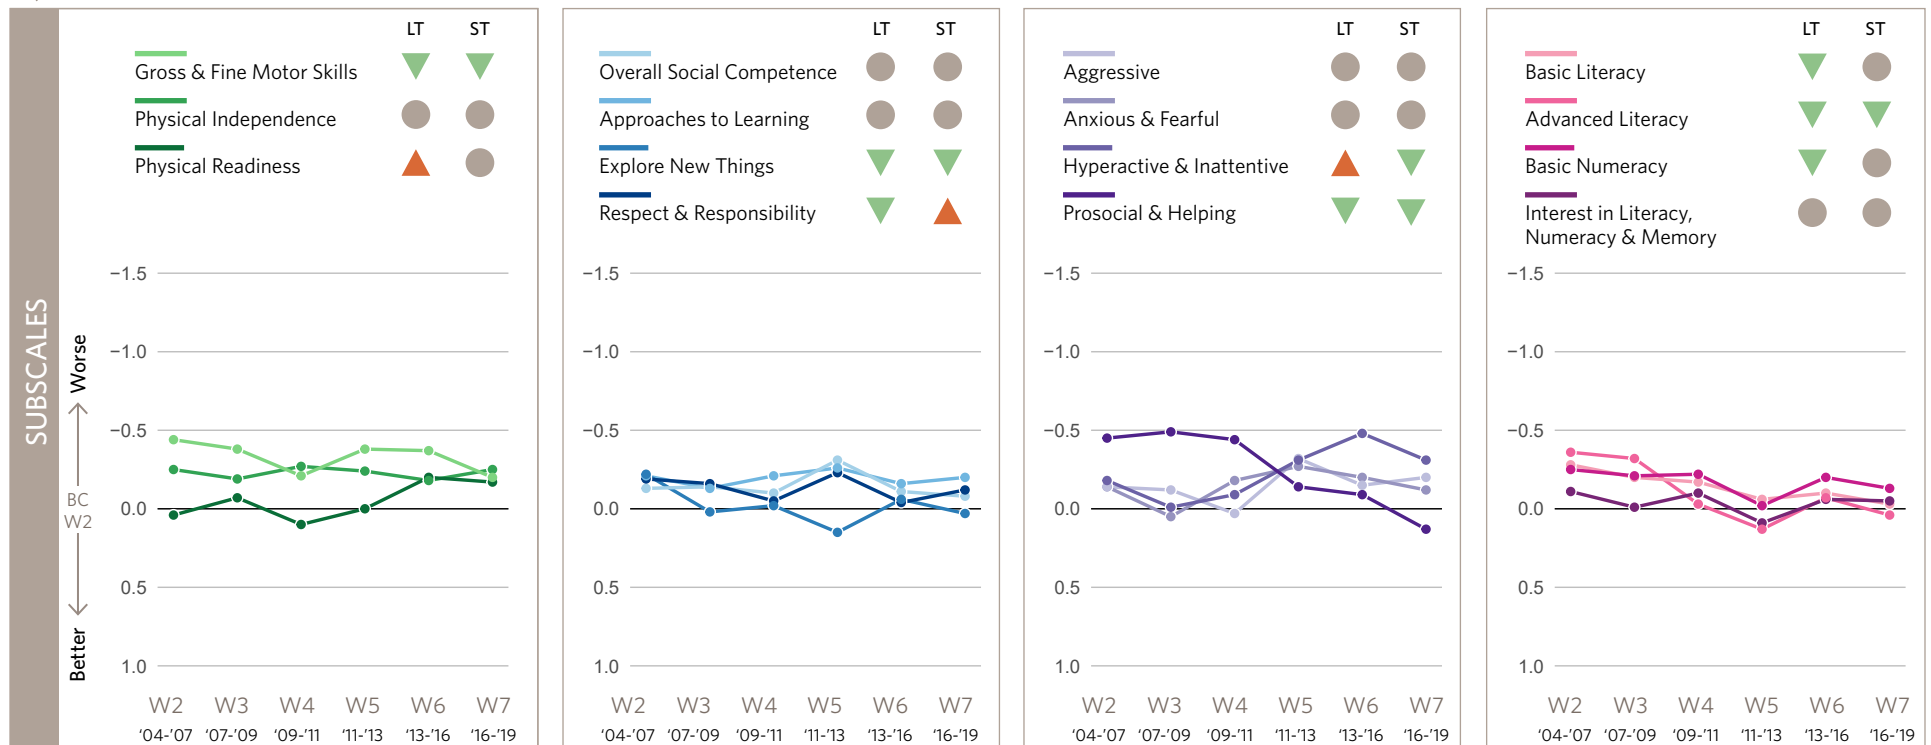 SUBSCALES
Worse
BC
W2
Better
LT ST
Gross & Fine Motor Skills
Physical Independence
Physical Readiness
−1.5
−1.0
−0.5
0.0
0.5
1.0
W2 W3 W4 W5 W6 W7
‘04-’07 ‘07-’09 ‘09-’11 ‘11-’13 ‘13-’16 ‘16-’19
LT ST
Overall Social Competence
Approaches to Learning
Explore New Things
Respect & Responsibility
−1.5
−1.0
−0.5
0.0
0.5
1.0
W2 W3 W4 W5 W6 W7
‘04-’07 ‘07-’09 ‘09-’11 ‘11-’13 ‘13-’16 ‘16-’19
LT ST
Aggressive
Anxious & Fearful
Hyperactive & Inattentive
Prosocial & Helping
−1.5
−1.0
−0.5
0.0
0.5
1.0
W2 W3 W4 W5 W6 W7
‘04-’07 ‘07-’09 ‘09-’11 ‘11-’13 ‘13-’16 ‘16-’19
LT ST
Basic Literacy
Advanced Literacy
Basic Numeracy
Interest in Literacy,
Numeracy & Memory
−1.5
−1.0
−0.5
0.0
0.5
1.0
W2 W3 W4 W5 W6 W7
‘04-’07 ‘07-’09 ‘09-’11 ‘11-’13 ‘13-’16 ‘16-’19